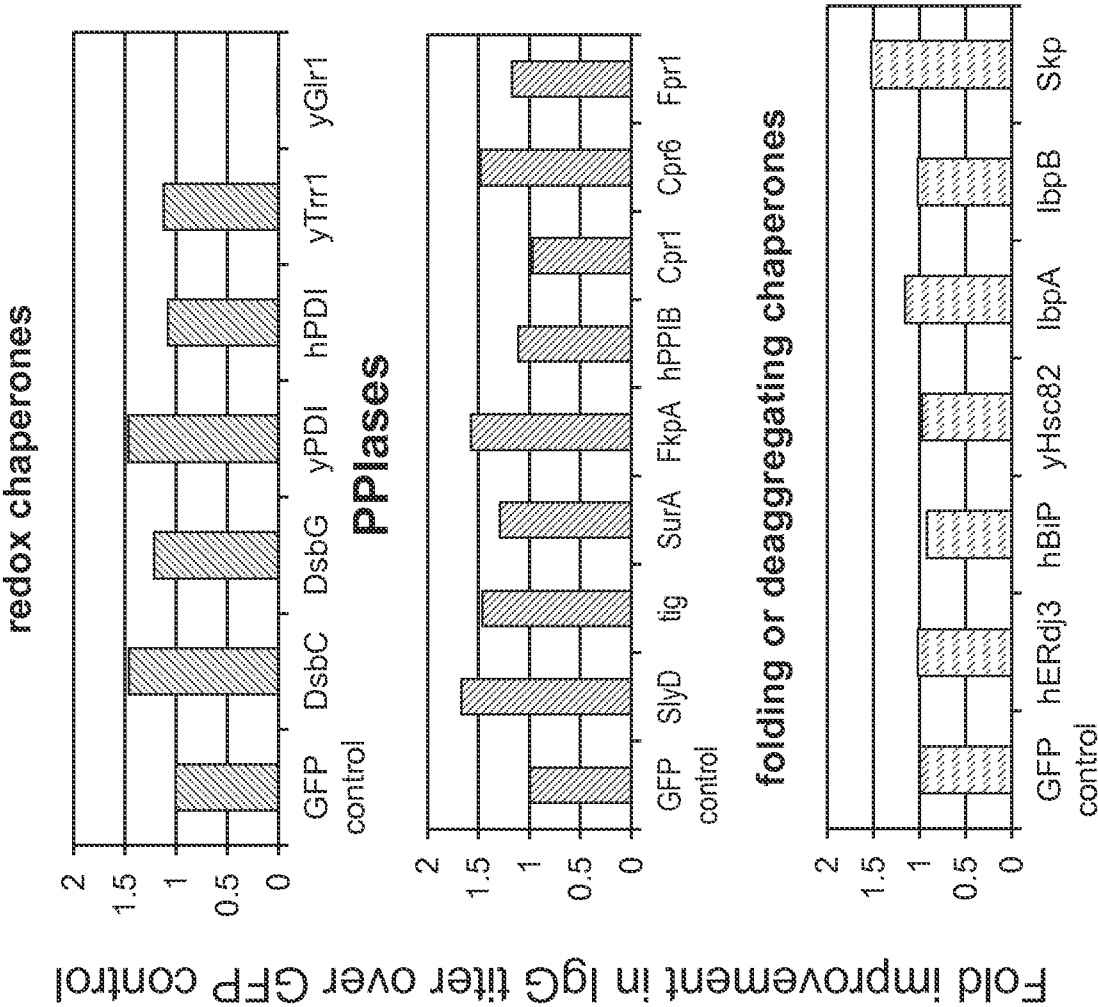 Fold improvement in IgG titer over GFP control
redox chaperones
2
1.5
1
0.5
0
GFP control DsbC DsbG yPDI hPDI yTrr1 yGlr1
PPIases
2
1.5
1
0.5
0
GFP control SlyD tig SurA FkpA hPPIB Cpr1 Cpr6 Fpr1
folding or deaggregating chaperones
2
1.5
1
0.5
0
GFP control hERdj3 hBiP yHsc82 IbpA IbpB Skp